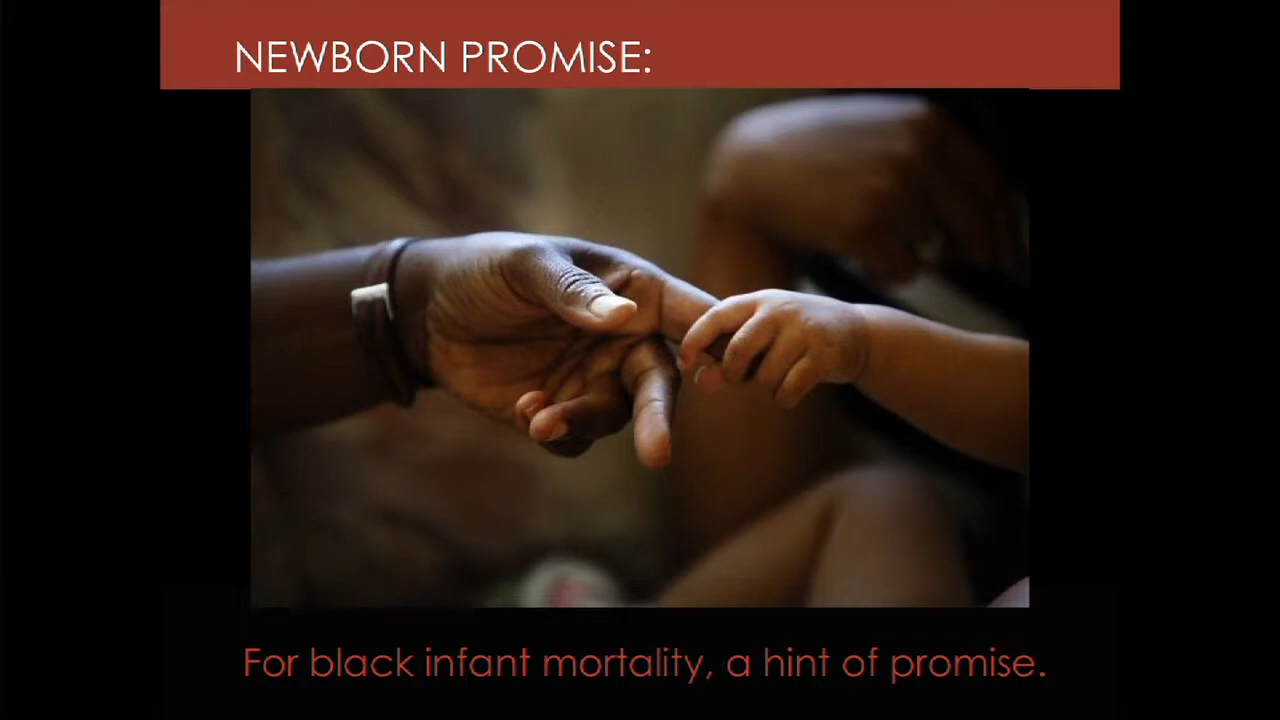 NEWBORN PROMISE:
For black infant mortality, a hint of promise.